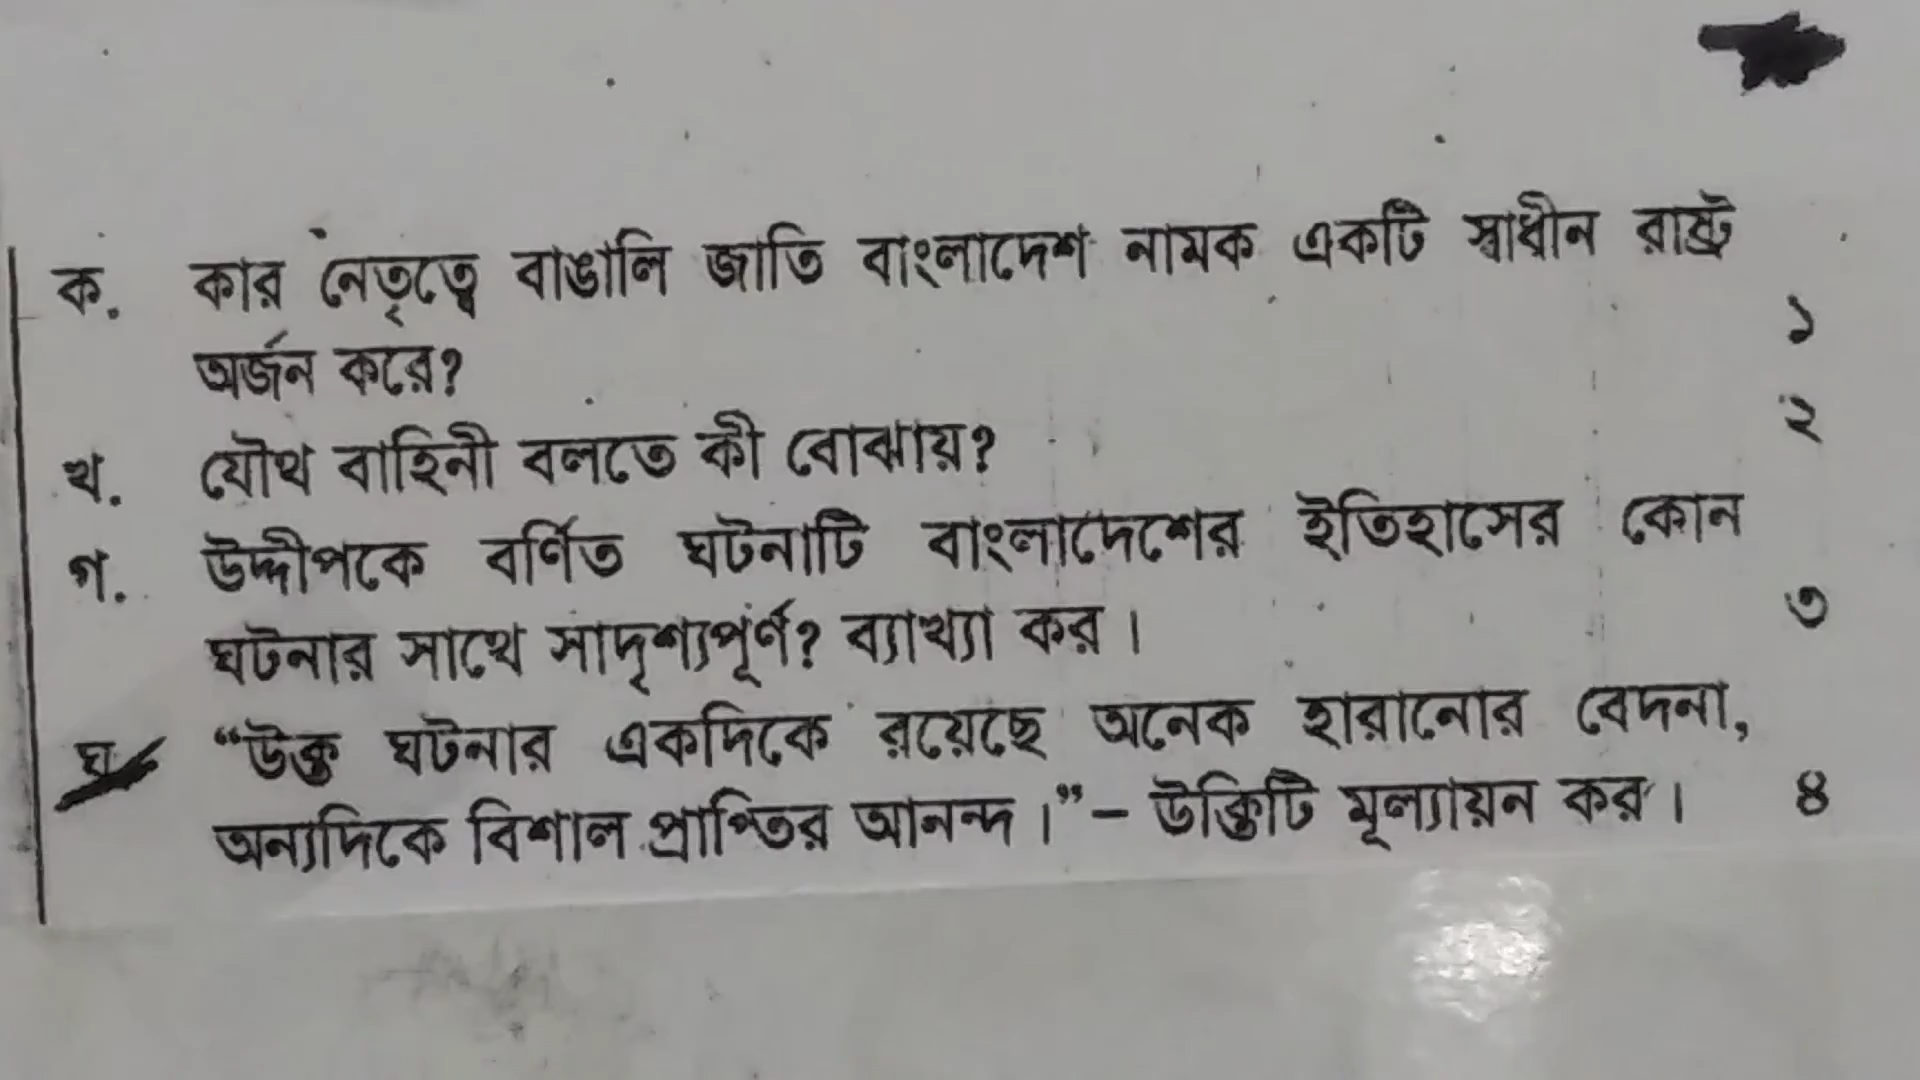 ক. কার নেতৃত্বে বাঙালি জাতি বাংলাদেশ নামক একটি স্বাধীন রাষ্ট্র
অর্জন করে? ১
খ. যৌথ বাহিনী বলতে কী বোঝায়? ২
গ. উদ্দীপকে বর্ণিত ঘটনাটি বাংলাদেশের ইতিহাসের কোন
ঘটনার সাথে সাদৃশ্যপূর্ণ? ব্যাখ্যা কর। ৩
ঘ “উক্ত ঘটনার একদিকে রয়েছে অনেক হারানোর বেদনা,
অন্যদিকে বিশাল প্রাপ্তির আনন্দ।”– উক্তিটি মূল্যায়ন কর। ৪